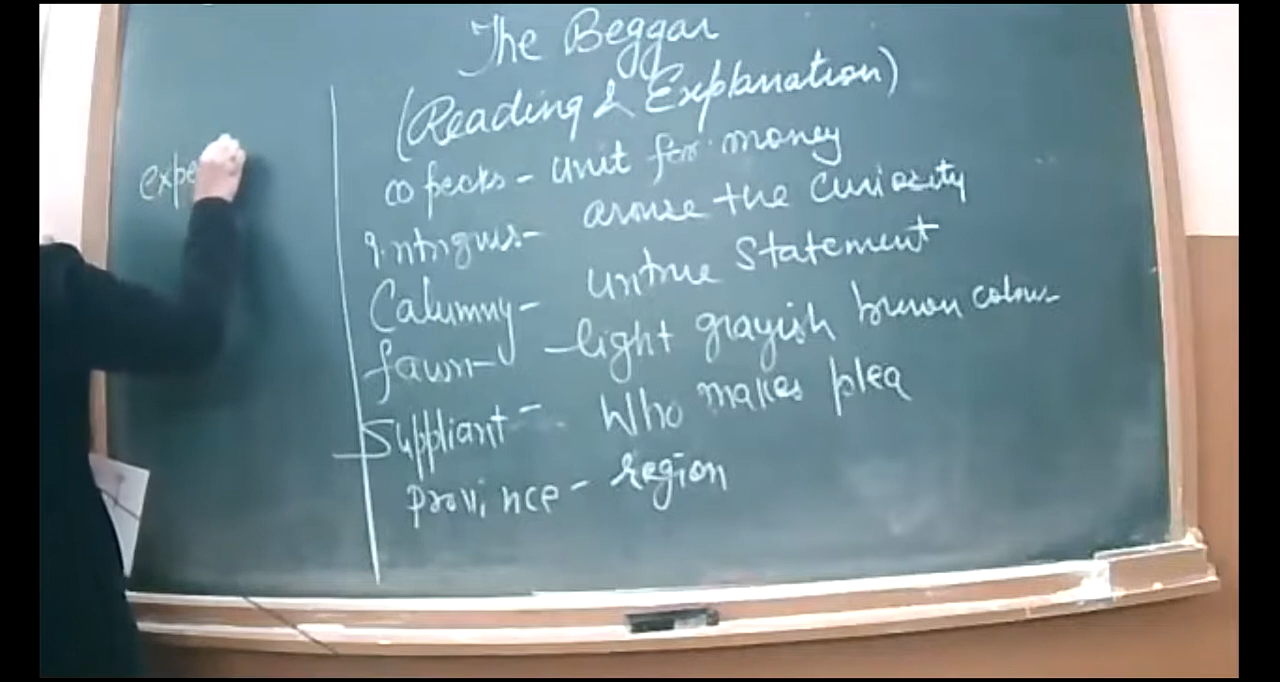 The Beggar
(Reading & Explanation)
copecks - unit for money
Intrigues - arouse the curiosity
Calumny - untrue statement
fawn - light grayish brown colour
Suppliant - Who makes plea
province - region
expe